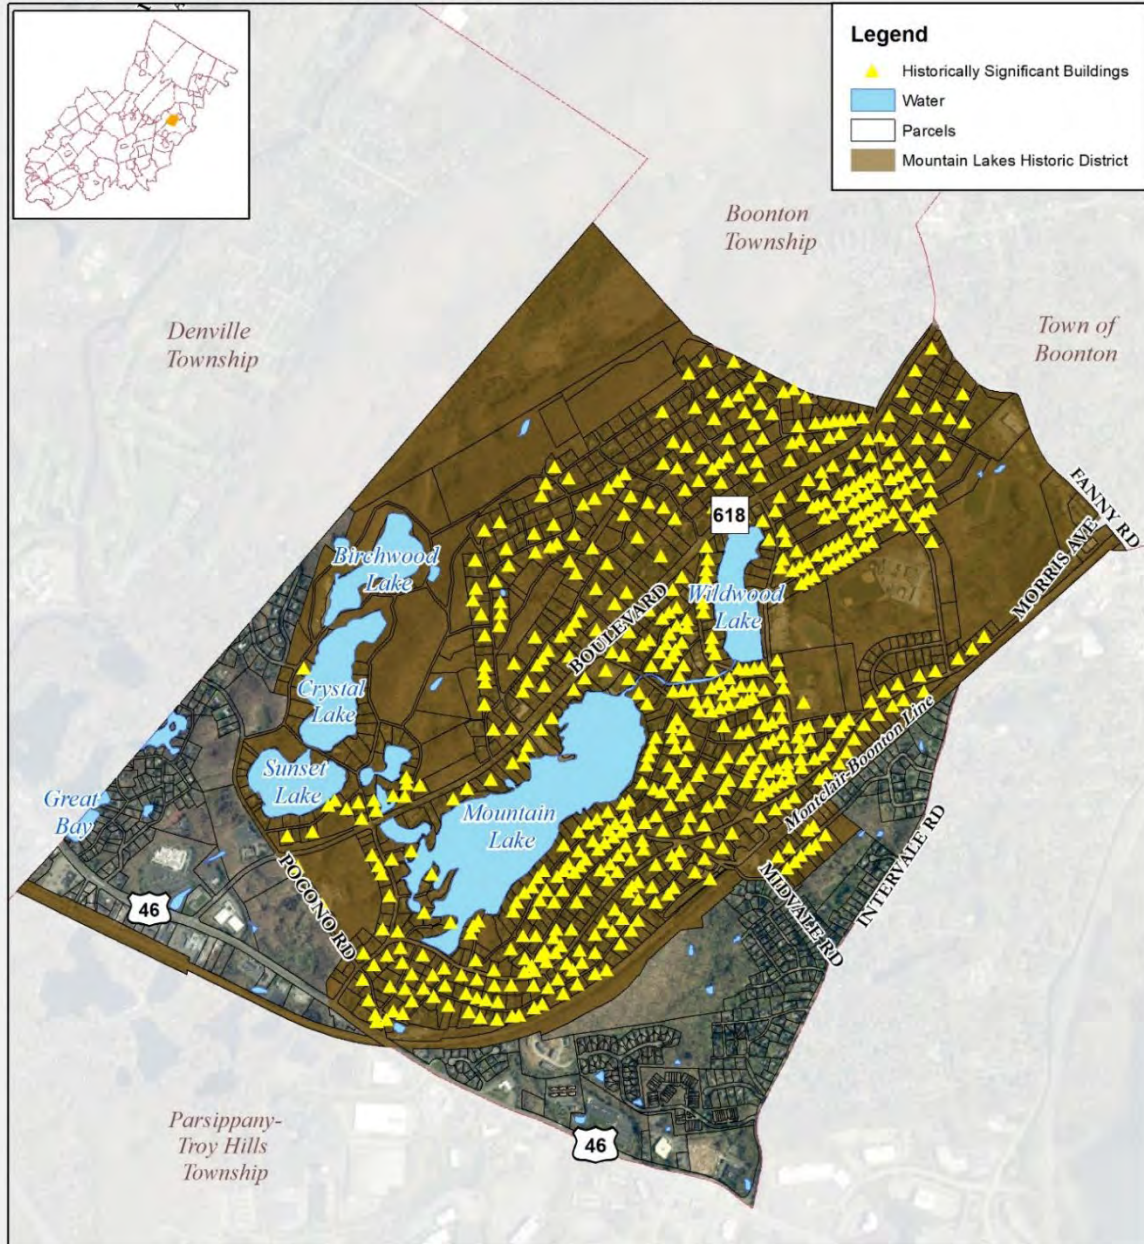 Legend
Historically Significant Buildings
Water
Parcels
Mountain Lakes Historic District
Boonton
Township
Denville
Township
Town of
Boonton
FANNY RD
MORRIS AVE
618
Birchwood
Lake
Wildwood
Lake
BOULEVARD
Crystal
Lake
Sunset
Lake
Great
Bay
Mountain
Lake
Montclair-Boonton Line
INTERVALE RD
MIDVALE RD
POCONO RD
46
Parsippany-
Troy Hills
Township
46